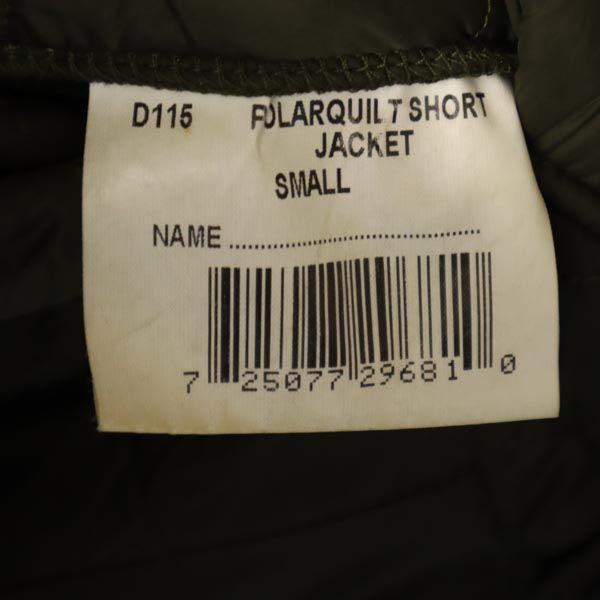 D115 POLARQUILT SHORT
JACKET
SMALL
NAME ........................................
7 25077 29681 0